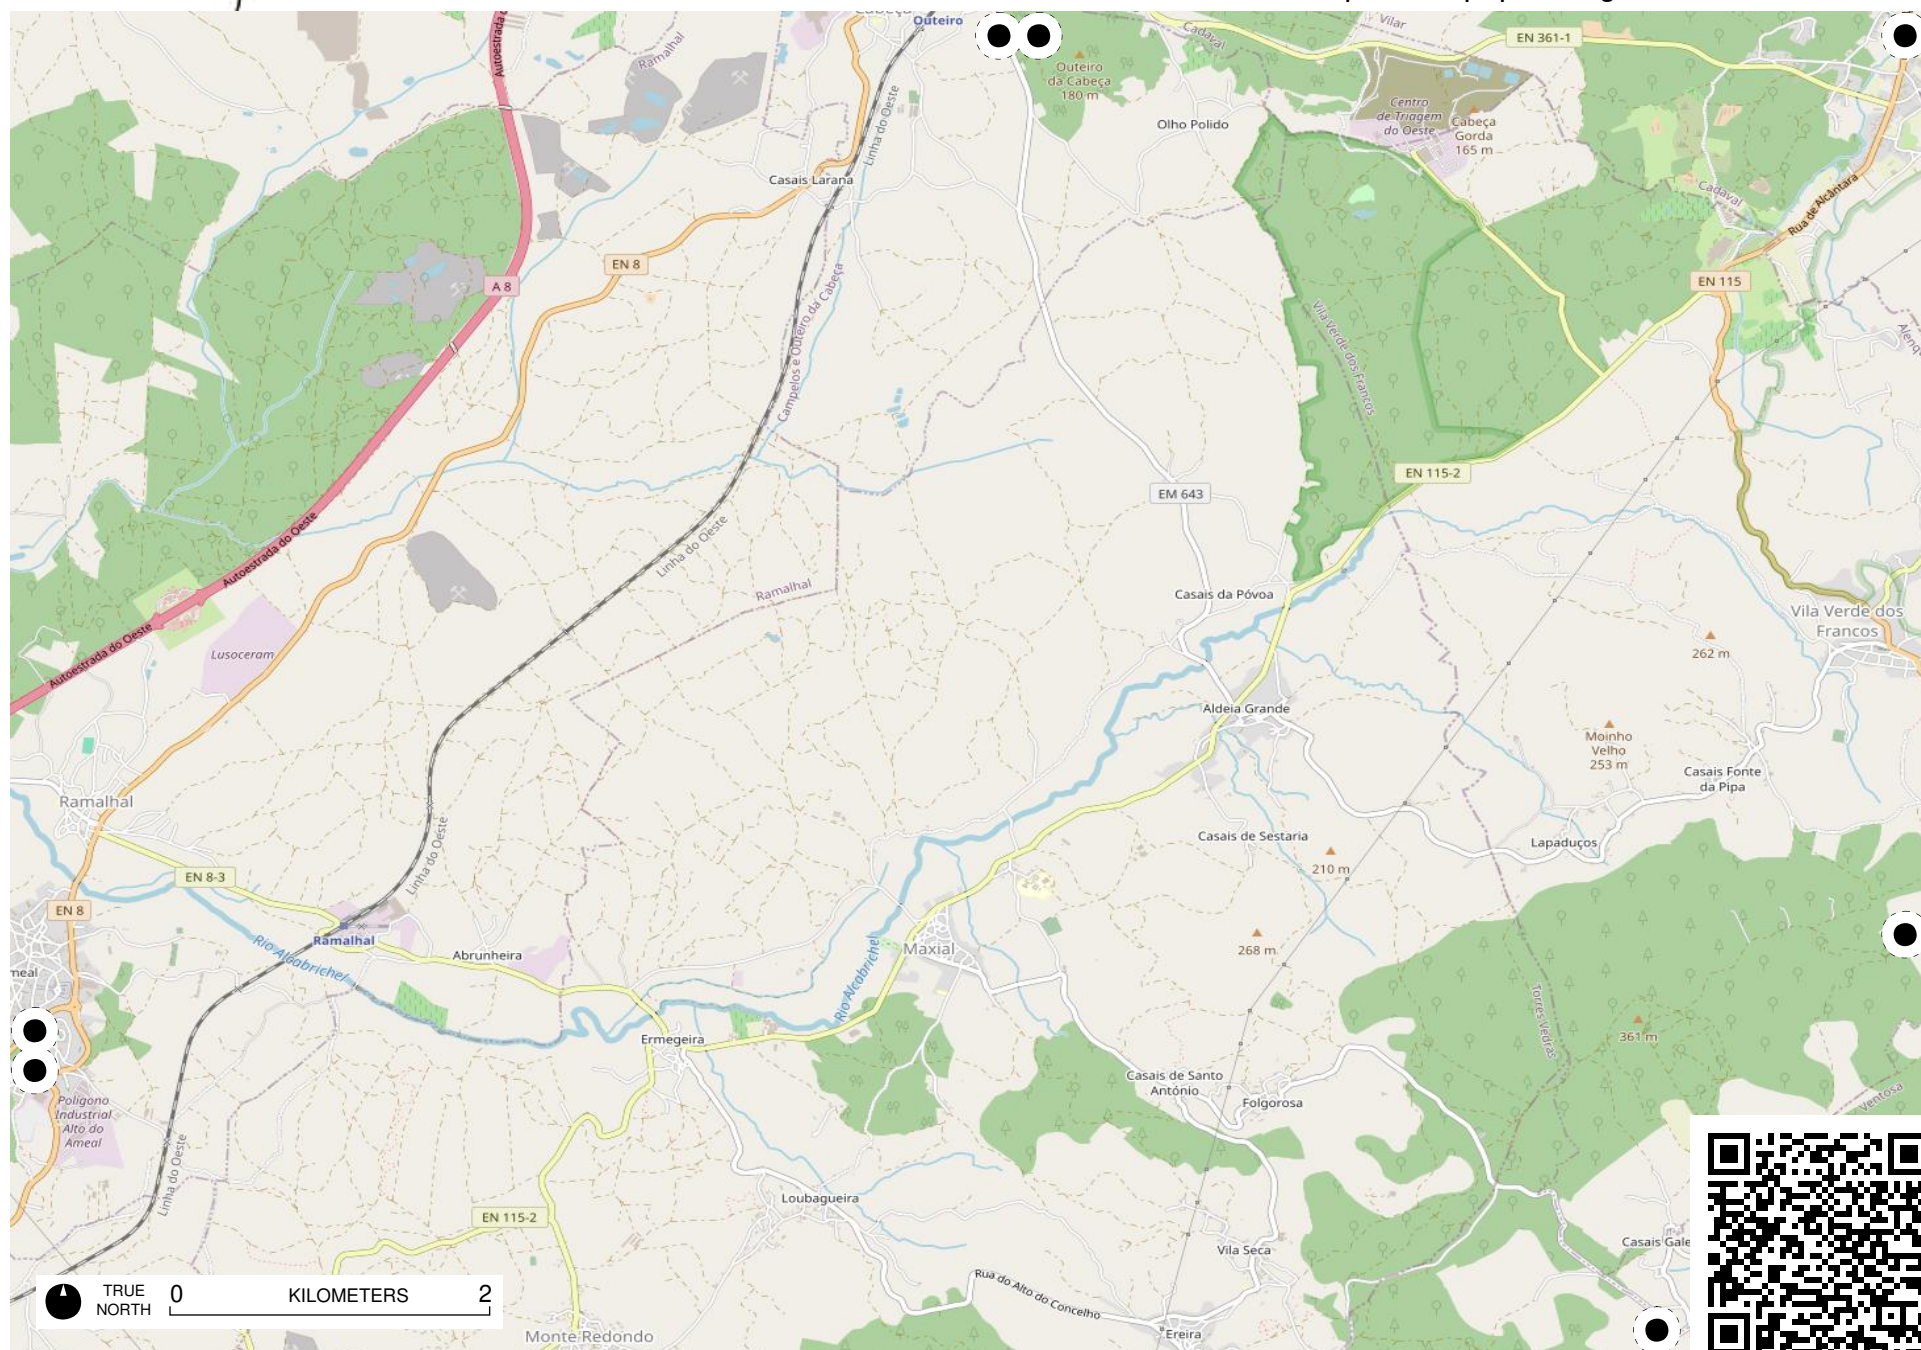 Cabeça
Outeiro
Vilar
Cadaval
EN 361-1
Autoestrada d
Ramalhal
Outeiro
da Cabeça
180 m
Centro
de Triagem
do Oeste
Cabeça
Gorda
165 m
Olho Polido
Linha do Oeste
Casais Larana
Cadaval
Rua de Alcântara
EN 8
A 8
EN 115
Campelos e Outeiro da Cabeça
Vila Verde dos Francos
Alenq
EN 115-2
EM 643
Linha do Oeste
Autoestrada do Oeste
Ramalhal
Casais da Póvoa
Vila Verde dos
Francos
Autoestrada do Oeste
Lusoceram
262 m
Aldeia Grande
Moinho
Velho
253 m
Casais Fonte
da Pipa
Ramalhal
Casais de Sestaria
Lapaduços
Linha do Oeste
210 m
EN 8-3
EN 8
Ramalhal
Rio Alcabrichel
Abrunheira
Maxial
268 m
meal
Rio Alcabrichel
Torres Vedras
361 m
Ermegeira
Casais de Santo
António
Folgorosa
Ventosa
Polígono
Industrial
Alto do
Ameal
Linha do Oeste
Loubagueira
EN 115-2
Vila Seca
Casais Gale
Rua do Alto do Concelho
TRUE
NORTH
0 KILOMETERS 2
Monte Redondo
Ereira